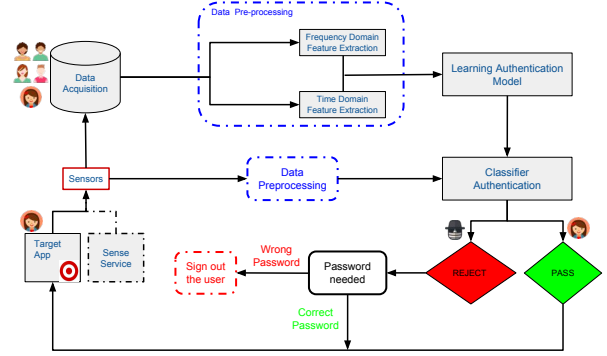 Data Pre-processing
Frequency Domain
Feature Extraction
Data
Acquisition
Learning Authentication
Model
Time Domain
Feature Extraction
Sensors
Data
Preprocessing
Classifier
Authentication
Target
App
Sense
Service
Sign out
the user
Wrong
Password
Password
needed
REJECT
PASS
Correct
Password